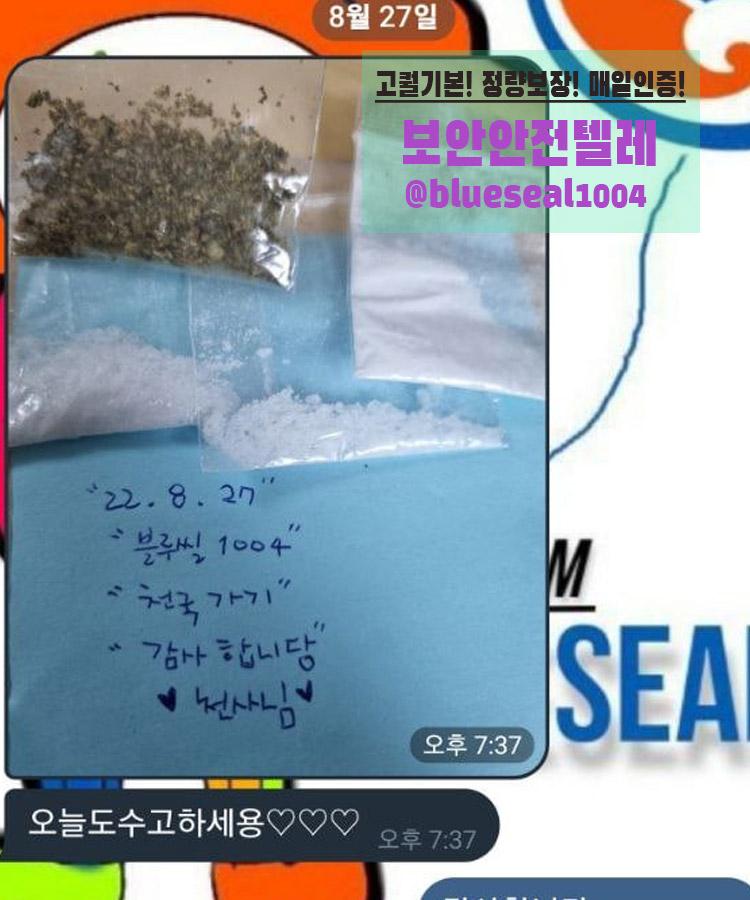 8월 27일
고퀄기본! 정량보장! 매일인증!
보안안전텔레
@blueseal1004
"22. 8. 27"
"블루씰 1004"
"천국 가기"
"감사 합니당"
♥ 천사님 ♥
오후 7:37
M
SEA
오늘도수고하세용♡♡♡
오후 7:37